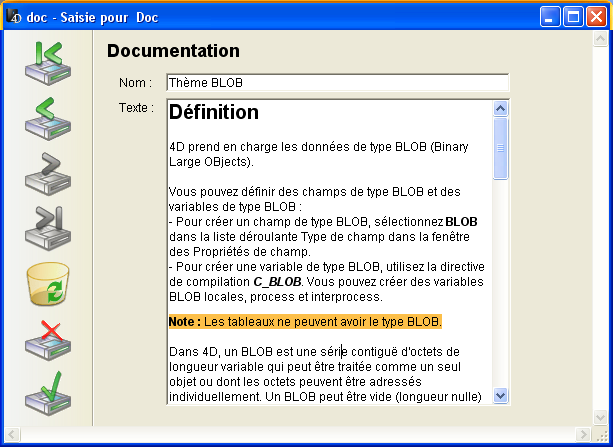 4D doc - Saisie pour Doc
Documentation
Nom : Thème BLOB
Texte : Définition
4D prend en charge les données de type BLOB (Binary
Large OBjects).
Vous pouvez définir des champs de type BLOB et des
variables de type BLOB :
- Pour créer un champ de type BLOB, sélectionnez BLOB
dans la liste déroulante Type de champ dans la fenêtre
des Propriétés de champ.
- Pour créer une variable de type BLOB, utilisez la directive
de compilation C_BLOB. Vous pouvez créer des variables
BLOB locales, process et interprocess.
Note : Les tableaux ne peuvent avoir le type BLOB.
Dans 4D, un BLOB est une série contiguë d'octets de
longueur variable qui peut être traitée comme un seul
objet ou dont les octets peuvent être adressés
individuellement. Un BLOB peut être vide (longueur nulle)